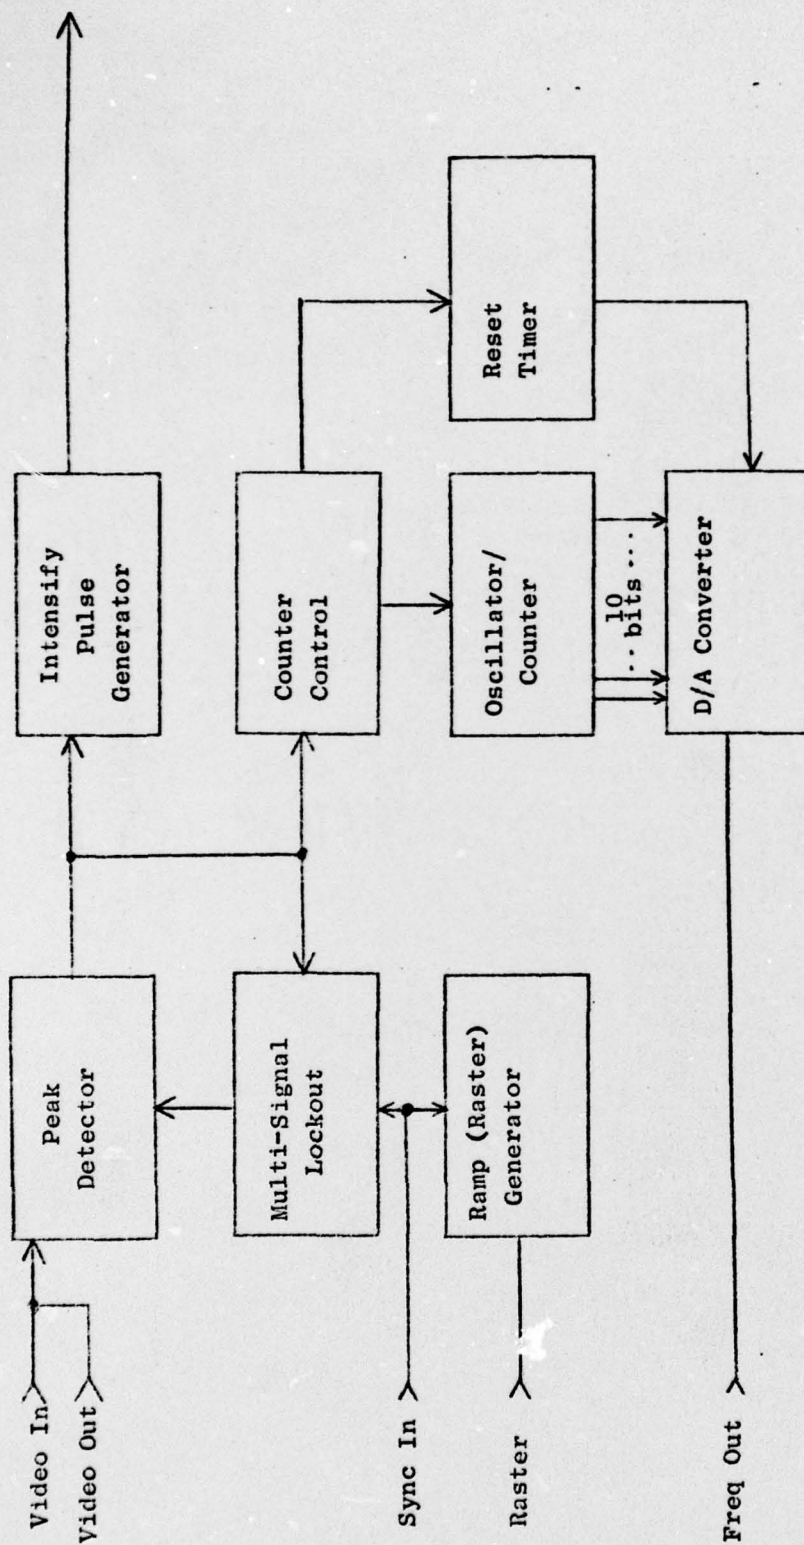 Video In
Video Out
Peak
Detector
Intensify
Pulse
Generator
Multi-Signal
Lockout
Counter
Control
Sync In
Ramp (Raster)
Generator
Raster
Oscillator/
Counter
Reset
Timer
10
..bits...
D/A Converter
Freq Out